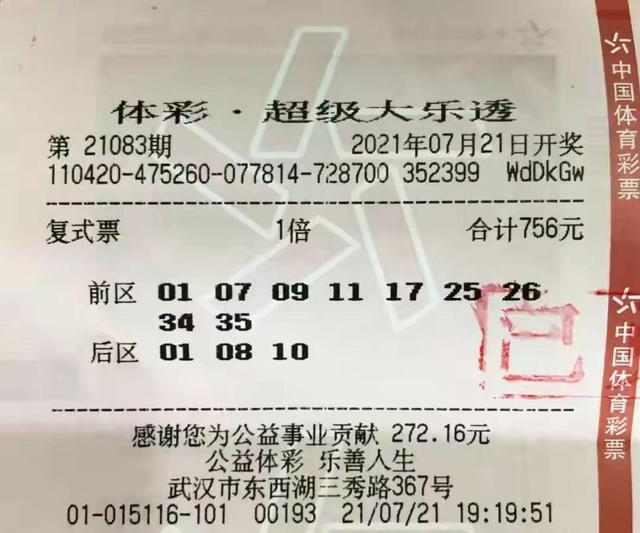 体彩·超级大乐透
第 21083期 2021年07月21日开奖
110420-475260-077814-728700 352399 WdDkGw
复式票 1倍 合计756元
前区 01 07 09 11 17 25 26
34 35
后区 01 08 10
感谢您为公益事业贡献 272.16元
公益体彩 乐善人生
武汉市东西湖三秀路367号
01-015116-101 00193 21/07/21 19:19:51
中国体育彩票
中国体育彩票